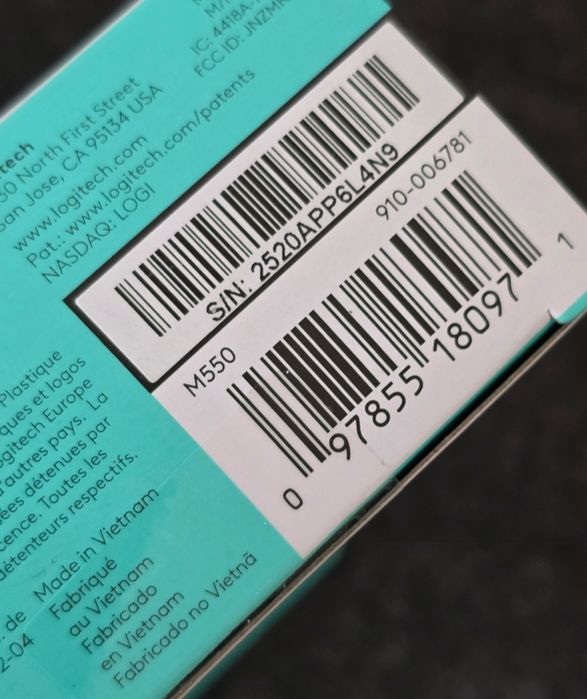 IC: 4418A-
FCC ID: JNZM
tech
North First Street
San Jose, CA 95134 USA
www.logitech.com
Pat.: www.logitech.com/patents
NASDAQ: LOGI
S/N: 2520APP6L4N9
910-006781
M550
0 97855 18097 1
Plastique
ques et logos
ogitech Europe
'autres pays. La
ées détenues par
cence. Toutes les
détenteurs respectifs.
de
2-04
Made in Vietnam
Fabriqué
au Vietnam
Fabricado
en Vietnam
Fabricado no Vietnã